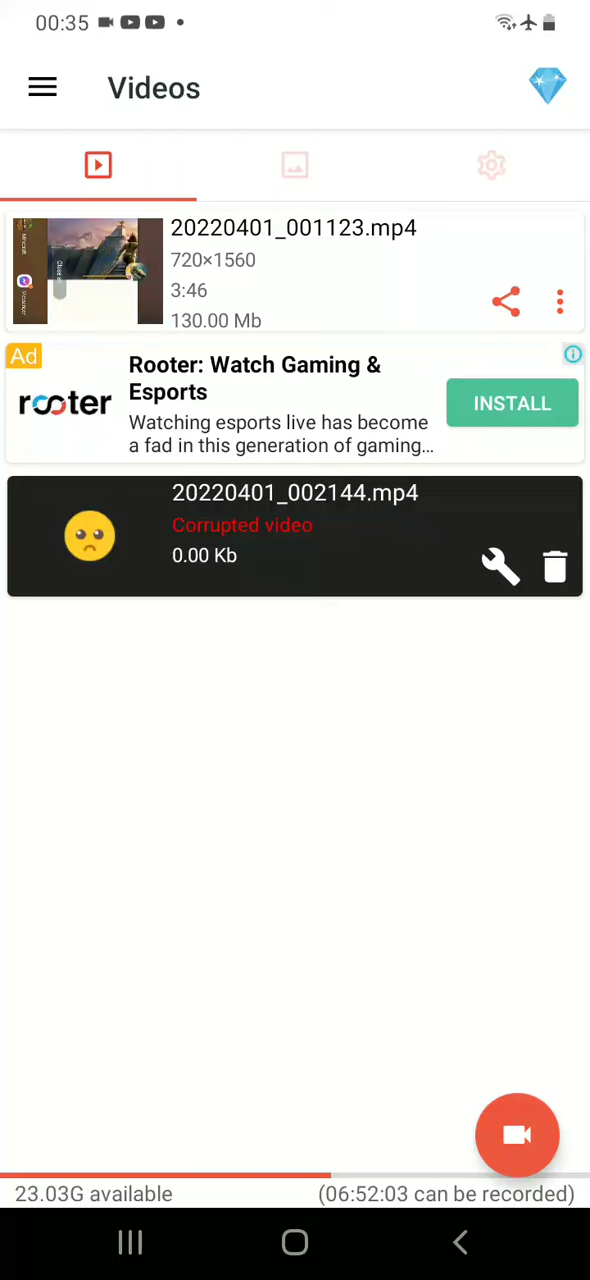 00:35
Videos
20220401_001123.mp4
720×1560
3:46
130.00 Mb
Ad
Rooter: Watch Gaming &
Esports
rooter
INSTALL
Watching esports live has become
a fad in this generation of gaming...
20220401_002144.mp4
Corrupted video
0.00 Kb
23.03G available
(06:52:03 can be recorded)